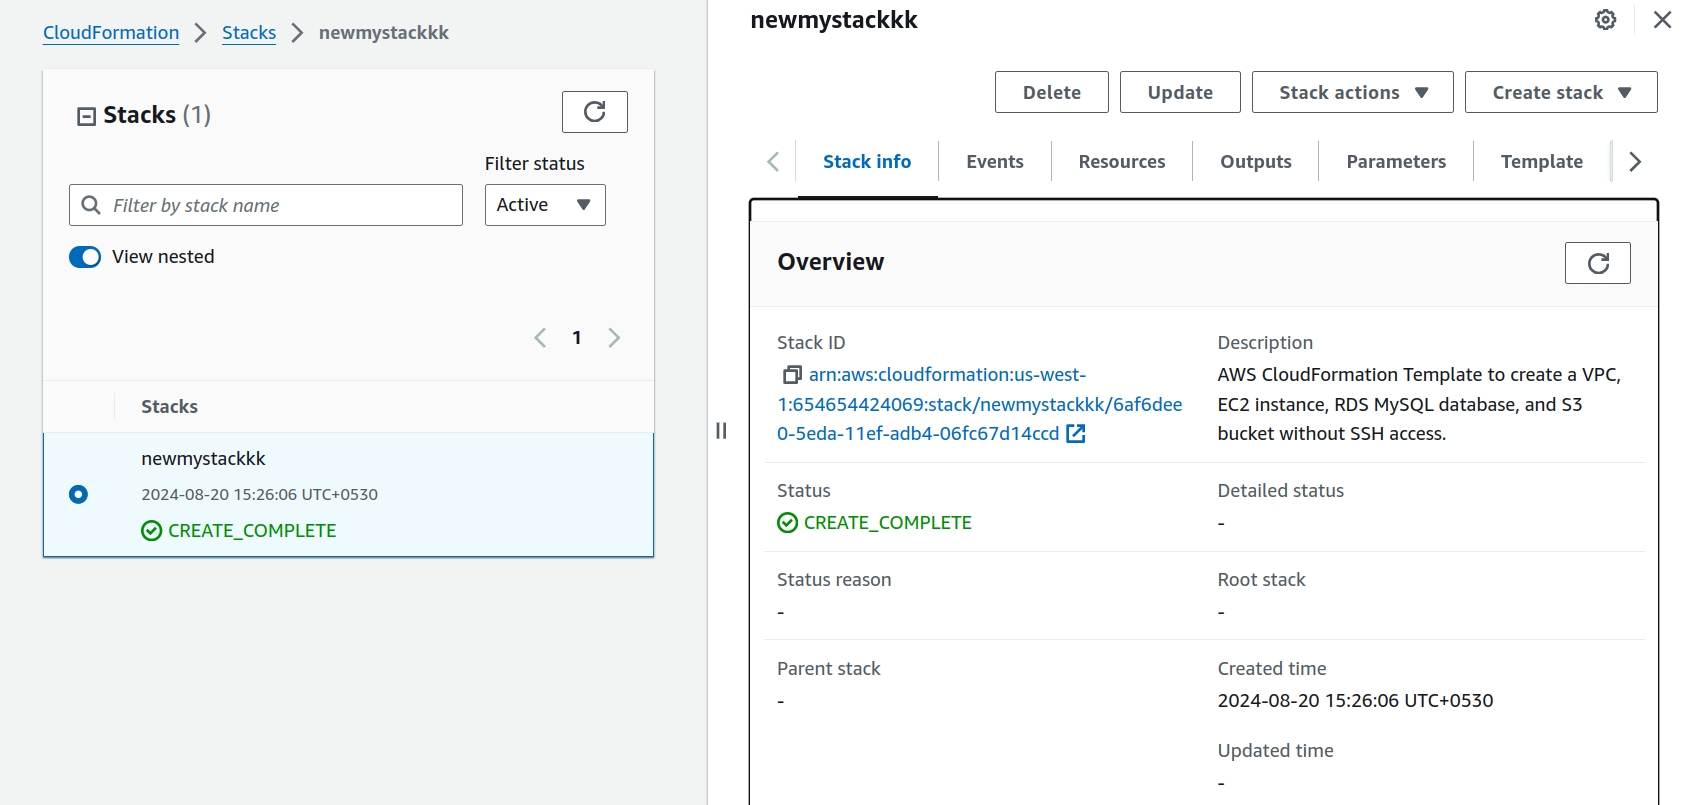 CloudFormation > Stacks > newmystackkk
Stacks (1)
Filter status
Filter by stack name
Active
View nested
1
Stacks
newmystackkk
2024-08-20 15:26:06 UTC+0530
CREATE_COMPLETE
newmystackkk
Delete Update Stack actions Create stack
Stack info Events Resources Outputs Parameters Template
Overview
Stack ID
arn:aws:cloudformation:us-west-
1:654654424069:stack/newmystackkk/6af6dee
0-5eda-11ef-adb4-06fc67d14ccd
Description
AWS CloudFormation Template to create a VPC,
EC2 instance, RDS MySQL database, and S3
bucket without SSH access.
Status
CREATE_COMPLETE
Detailed status
-
Status reason
-
Root stack
-
Parent stack
-
Created time
2024-08-20 15:26:06 UTC+0530
Updated time
-